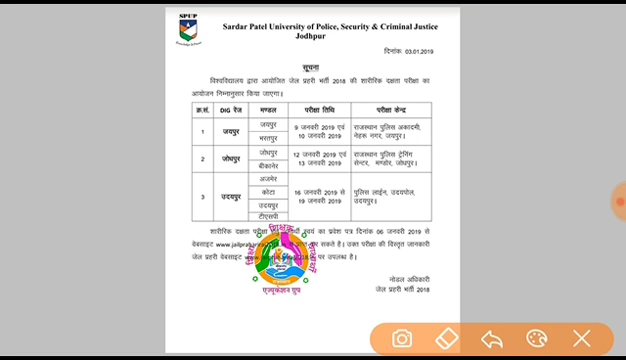 SPUP
Sardar Patel University of Police, Security & Criminal Justice
Jodhpur
दिनांक: 03.01.2019
सूचना
विश्वविद्यालय द्वारा आयोजित जेल प्रहरी भर्ती 2018 की शारीरिक दक्षता परीक्षा का
आयोजन निम्नानुसार किया जाएगा।
क्र.सं. DIG रेंज मण्डल परीक्षा तिथि परीक्षा केन्द्र
1 जयपुर जयपुर भरतपुर 9 जनवरी 2019 एवं 10 जनवरी 2019 राजस्थान पुलिस अकादमी, नेहरू नगर, जयपुर।
2 जोधपुर जोधपुर बीकानेर 12 जनवरी 2019 एवं 13 जनवरी 2019 राजस्थान पुलिस ट्रेनिंग सेन्टर, मण्डोर, जोधपुर।
3 उदयपुर अजमेर कोटा उदयपुर टीएसपी 16 जनवरी 2019 से 19 जनवरी 2019 पुलिस लाईन, उदयपोल, उदयपुर।
शारीरिक दक्षता परीक्षा स्वयं का प्रवेश पत्र दिनांक 06 जनवरी 2019 से
वेबसाइट कर सकते है। उक्त परीक्षा की विस्तृत जानकारी
जेल प्रहरी वेबसाइट पर उपलब्ध है।
शिक्षक
एज्यूकेशन ग्रुप
नोडल अधिकारी
जेल प्रहरी भर्ती 2018